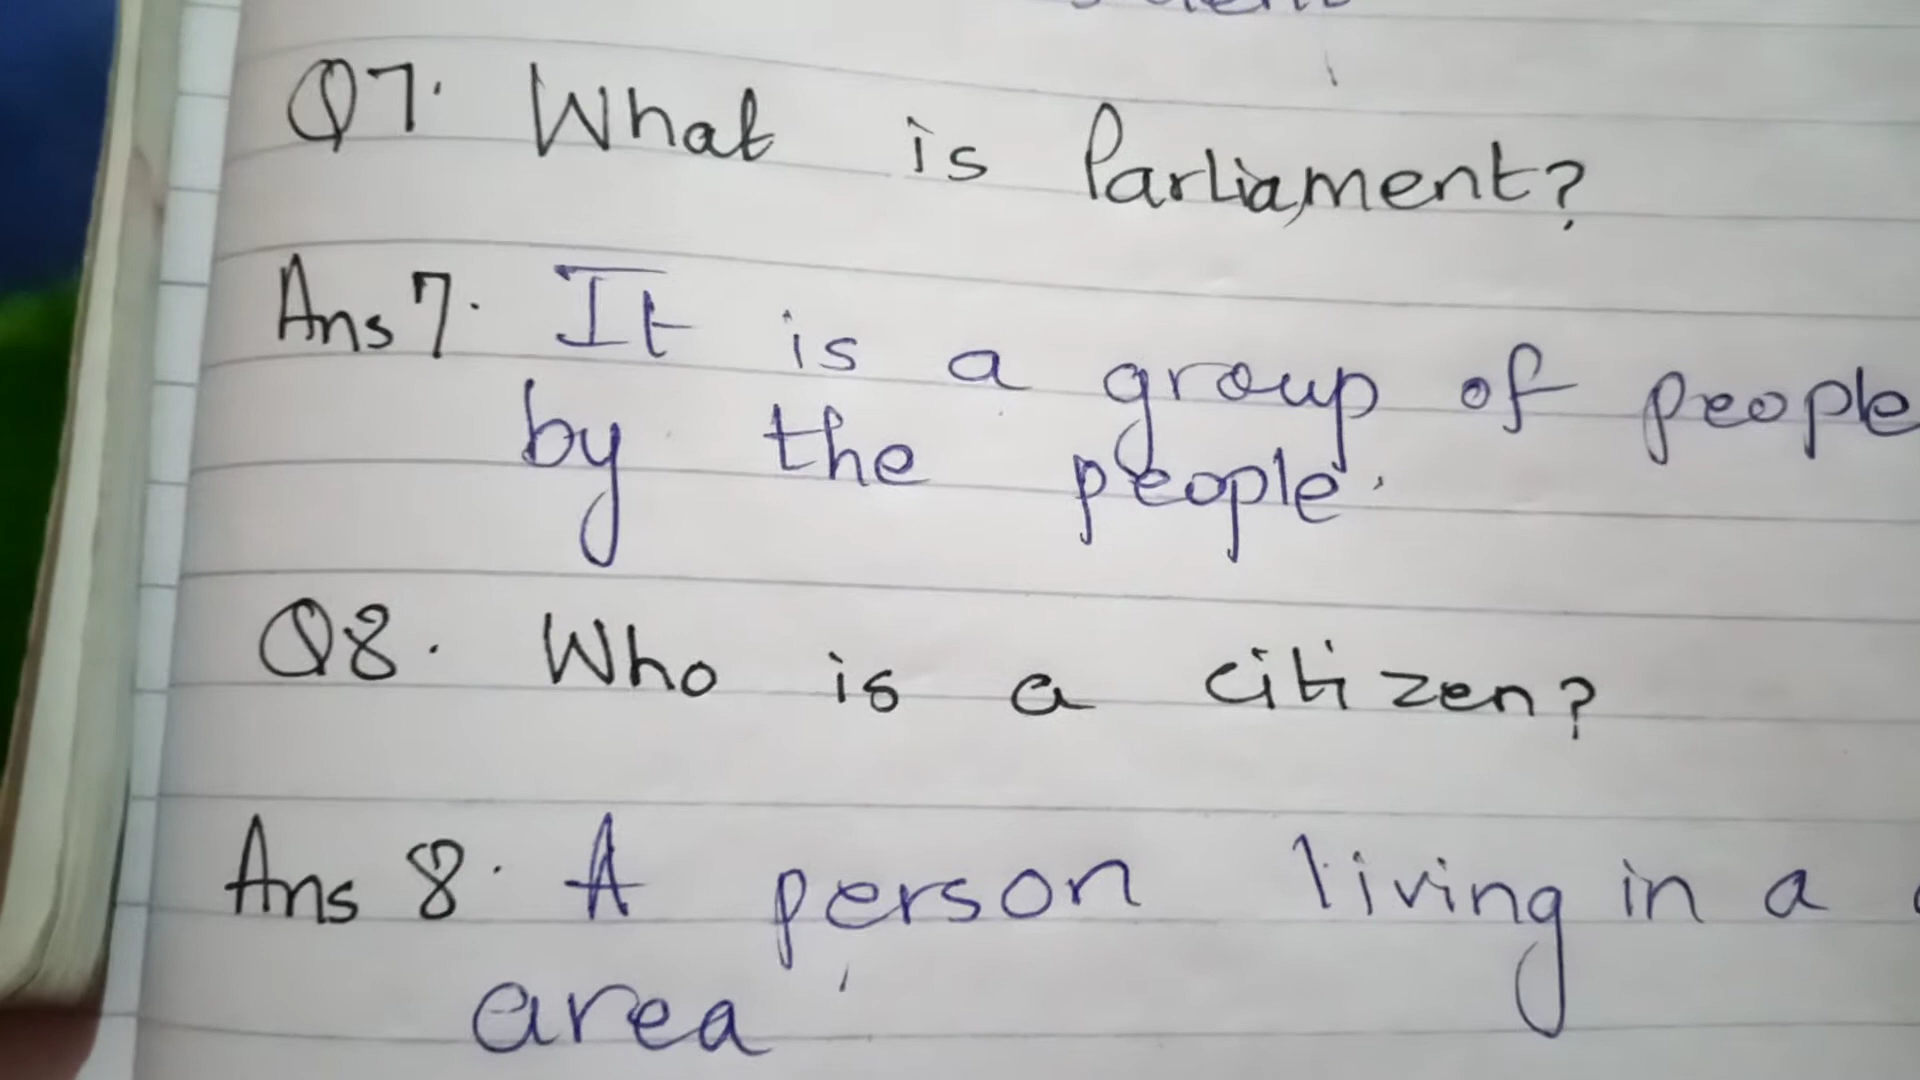 Q7. What is Parliament?
Ans 7. It is a group of people
by the people.
Q8. Who is a citizen?
Ans 8. A person living in a
area